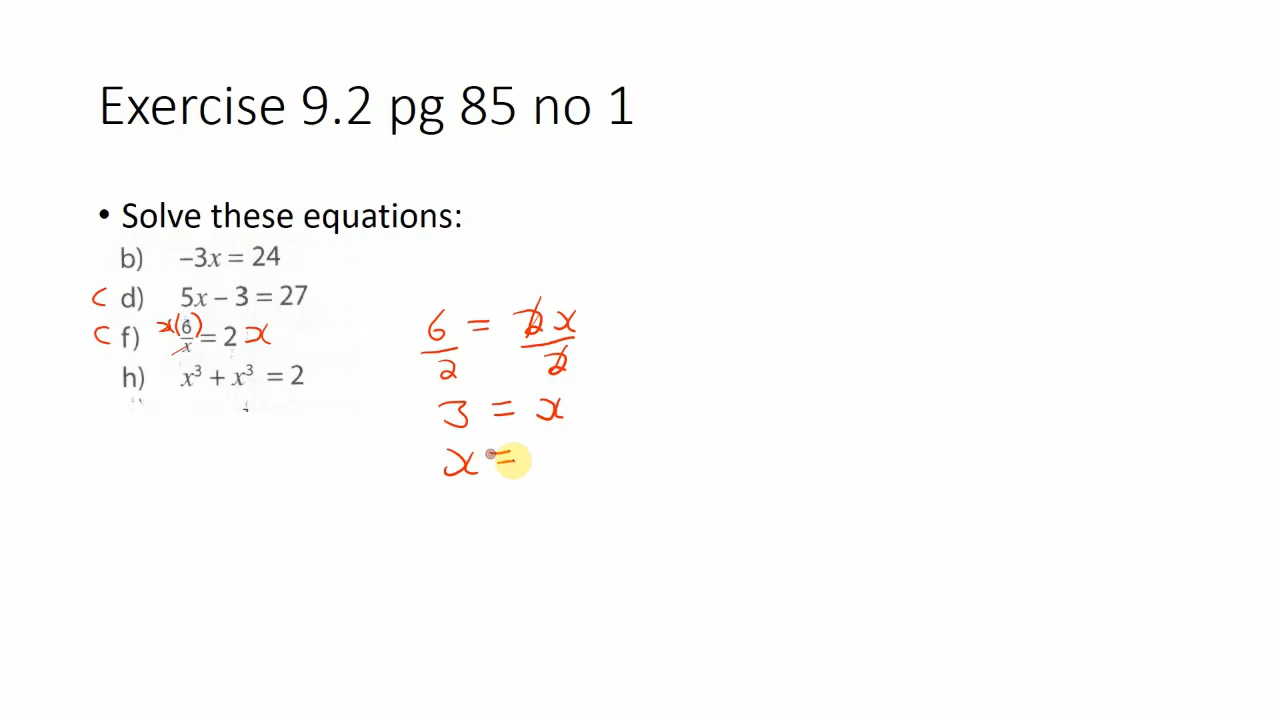 Exercise 9.2 pg 85 no 1
• Solve these equations:
b) –3x = 24
c d) 5x – 3 = 27
c f) x(6/x) = 2 x
h) x³ + x³ = 2
6/2 = 2x/2
3 = x
x =